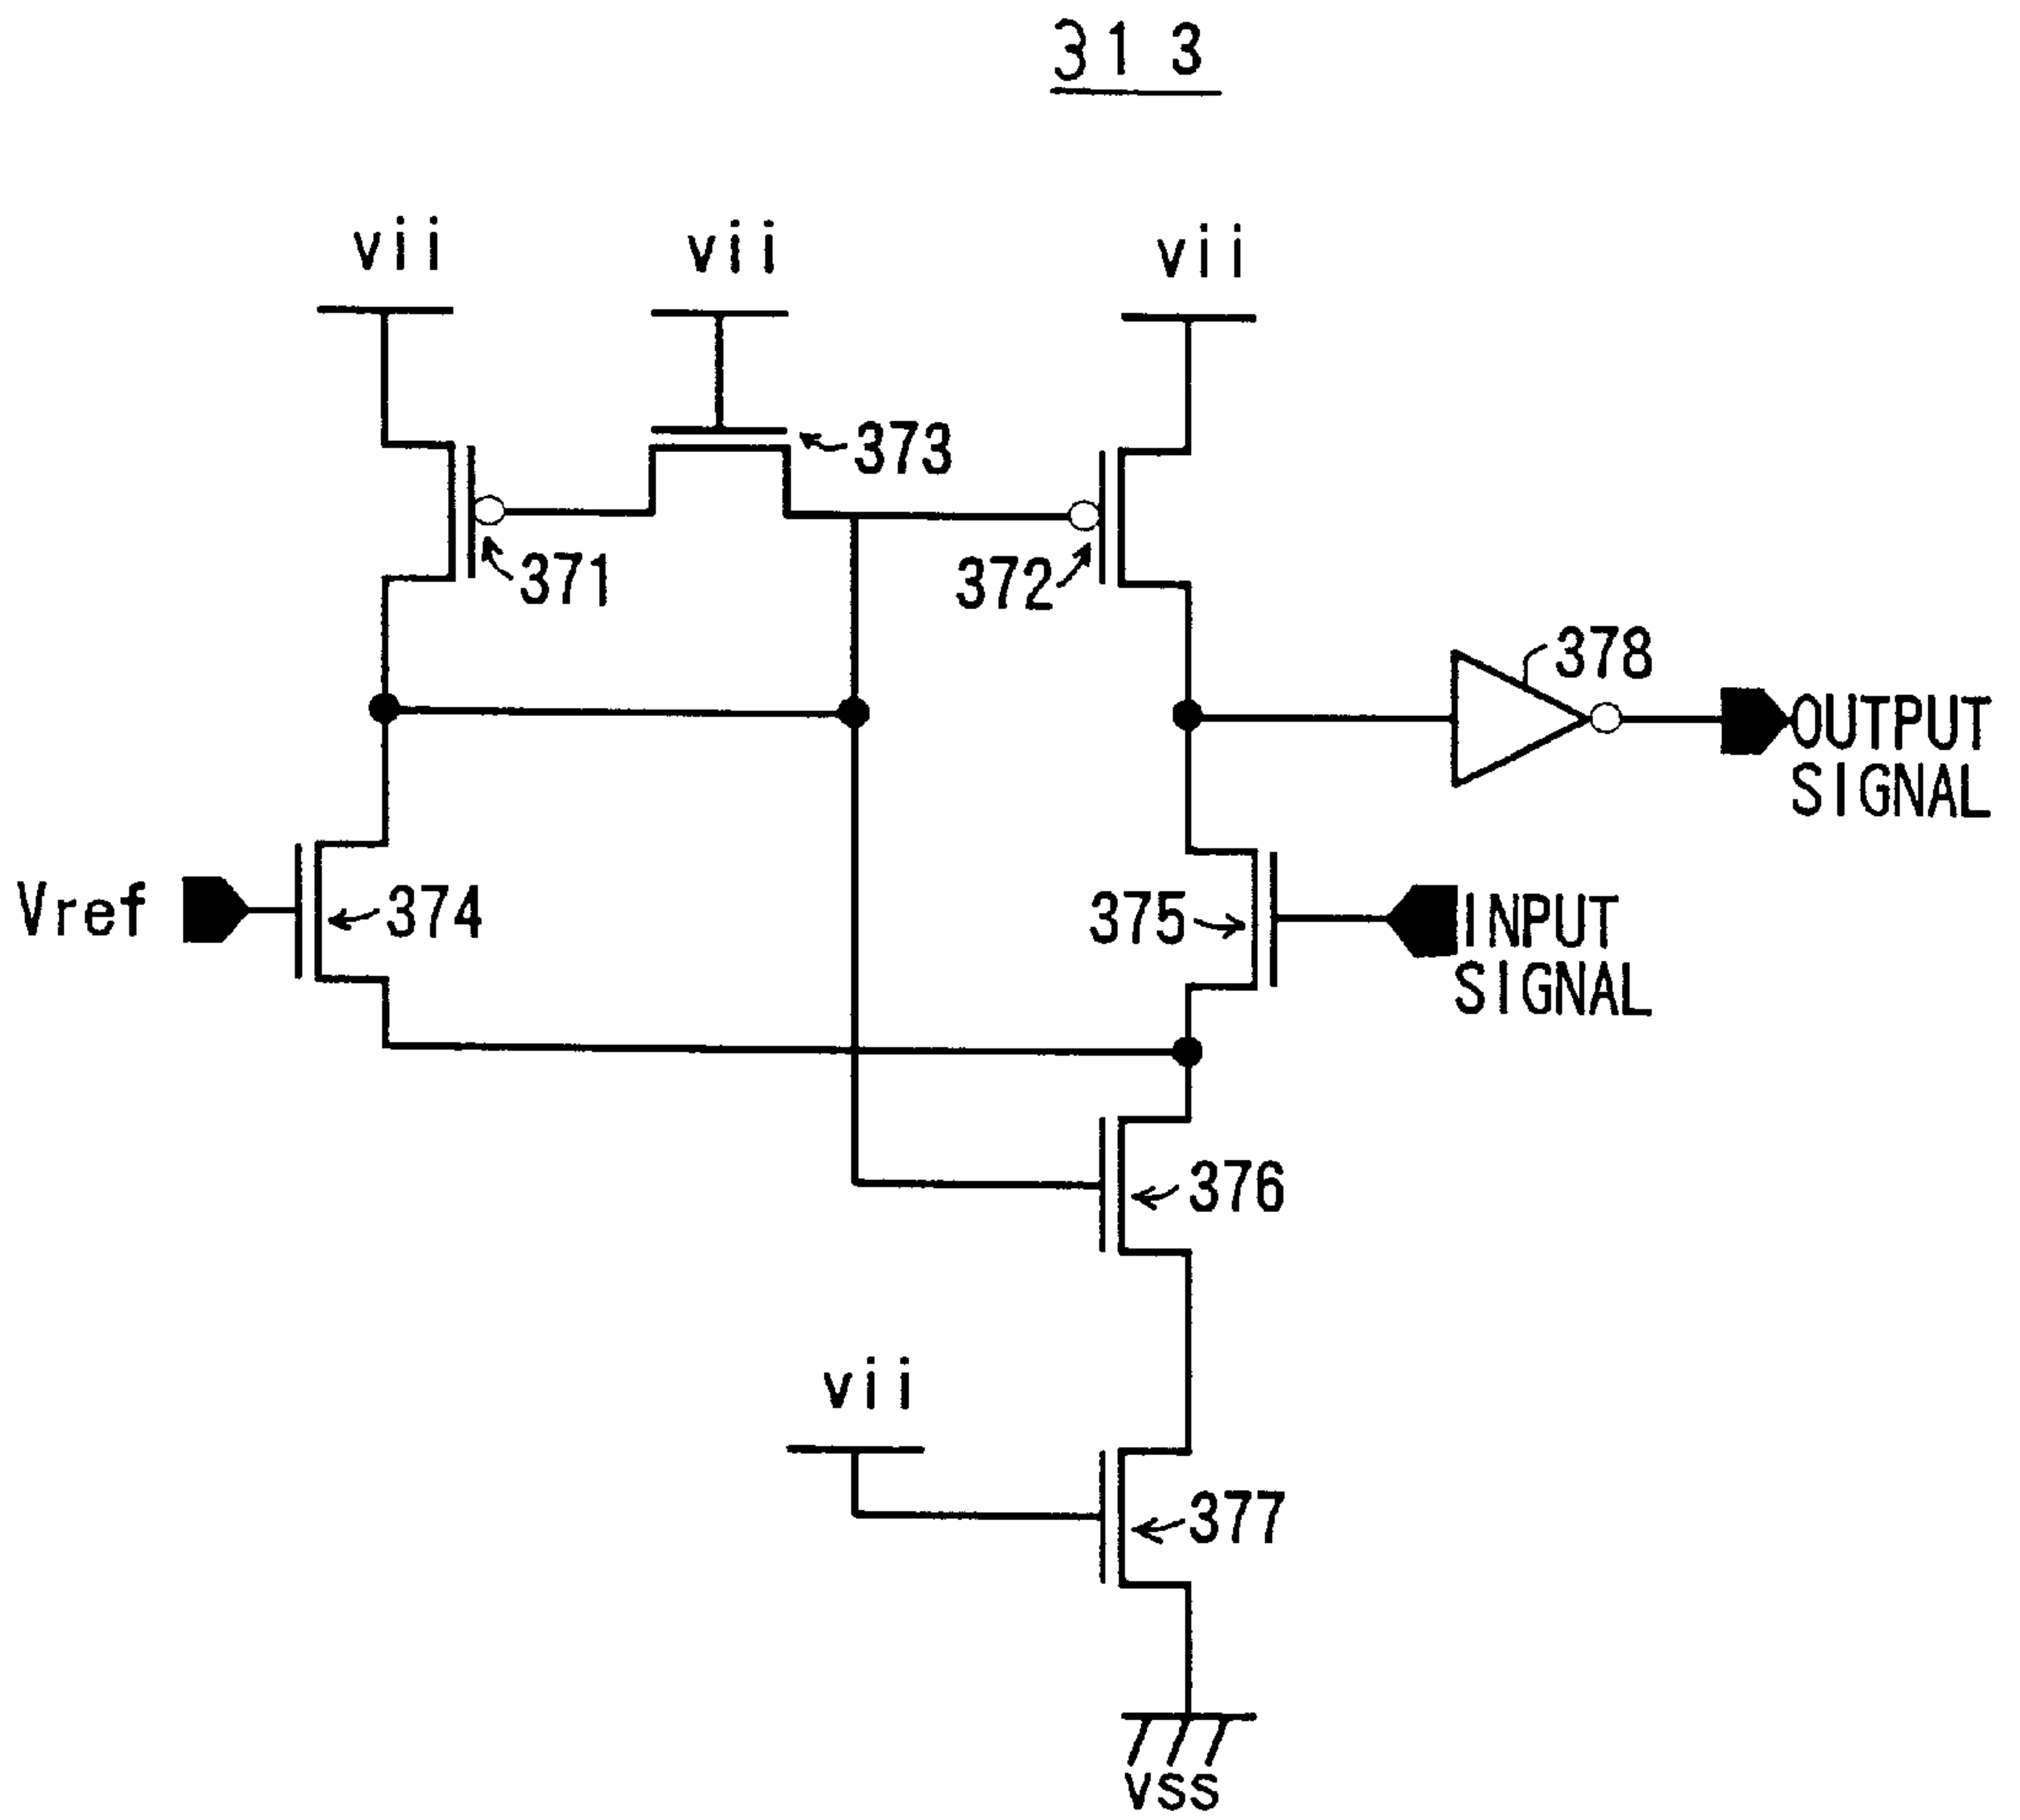 313
vii
vii
vii
373
371
372
378
OUTPUT
SIGNAL
Vref
374
375
INPUT
SIGNAL
376
vii
377
vss